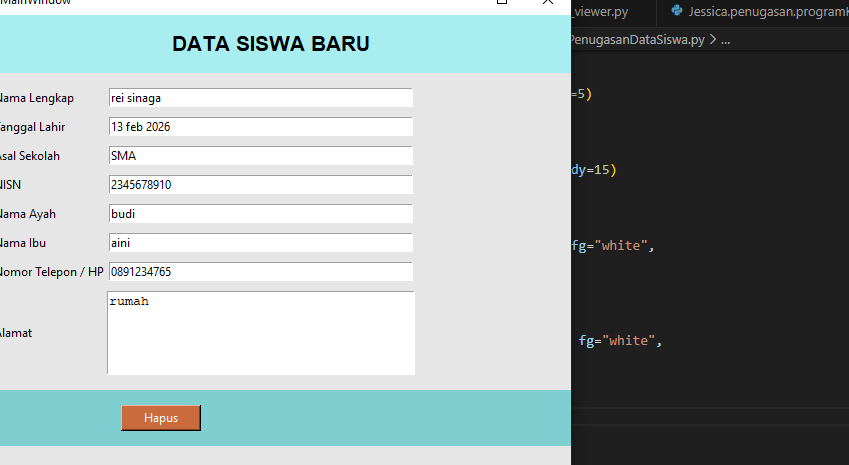 MainWindow
_viewer.py
Jessica.penugasan.programK
PenugasanDataSiswa.py > ...
DATA SISWA BARU
=5)
Nama Lengkap rei sinaga
Tanggal Lahir 13 feb 2026
Asal Sekolah SMA
dy=15)
NISN 2345678910
Nama Ayah budi
Nama Ibu aini
fg="white",
Nomor Telepon / HP 0891234765
rumah
Alamat
fg="white",
Hapus